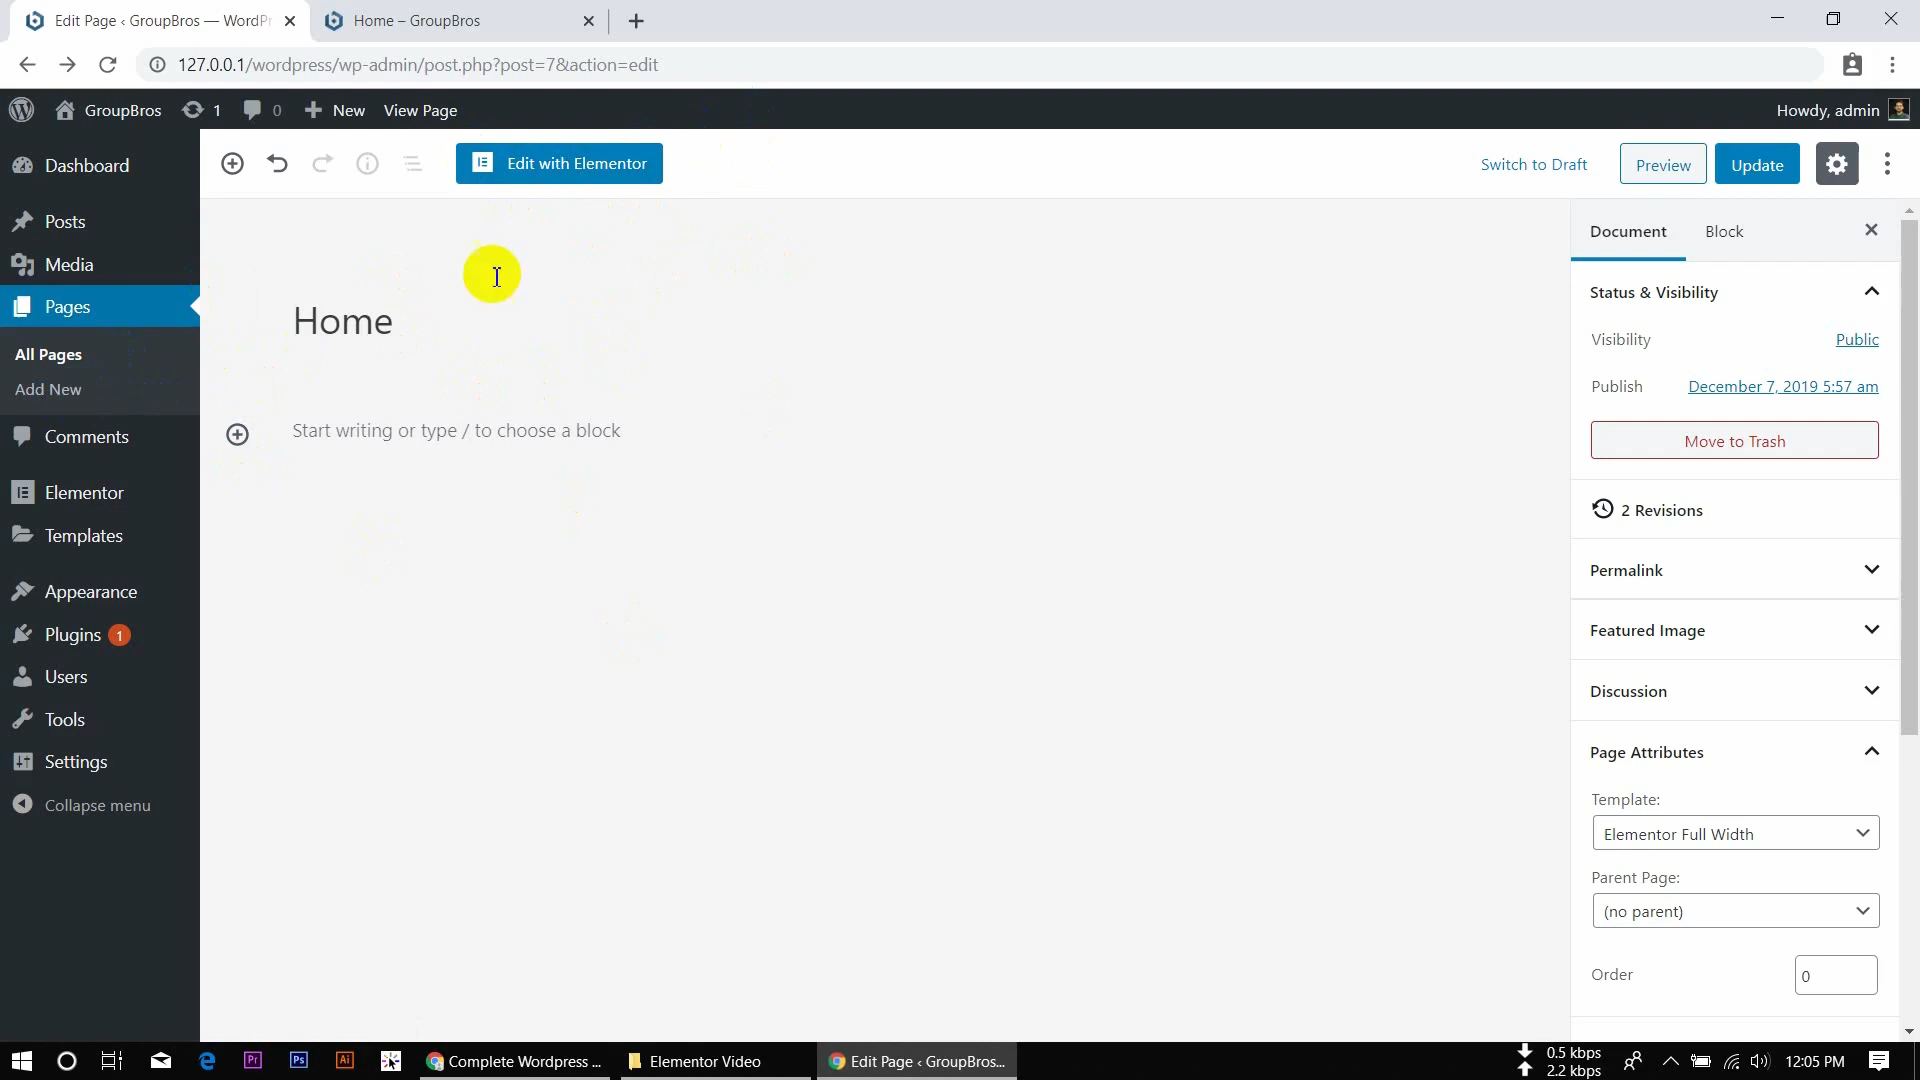 Edit Page ‹ GroupBros — WordPr
Home – GroupBros
127.0.0.1/wordpress/wp-admin/post.php?post=7&action=edit
GroupBros
1
0
New
View Page
Howdy, admin
Dashboard
Posts
Media
Pages
All Pages
Add New
Comments
Elementor
Templates
Appearance
Plugins 1
Users
Tools
Settings
Collapse menu
Edit with Elementor
Switch to Draft
Preview
Update
Home
Start writing or type / to choose a block
Document
Block
Status & Visibility
Visibility
Public
Publish
December 7, 2019 5:57 am
Move to Trash
2 Revisions
Permalink
Featured Image
Discussion
Page Attributes
Template:
Elementor Full Width
Parent Page:
(no parent)
Order
0
Pr
Ps
Ai
Complete Wordpress ...
Elementor Video
Edit Page ‹ GroupBros...
0.5 kbps
2.2 kbps
12:05 PM